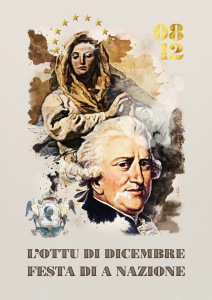 08
12
L'OTTU DI DICEMBRE
FESTA DI A NAZIONE